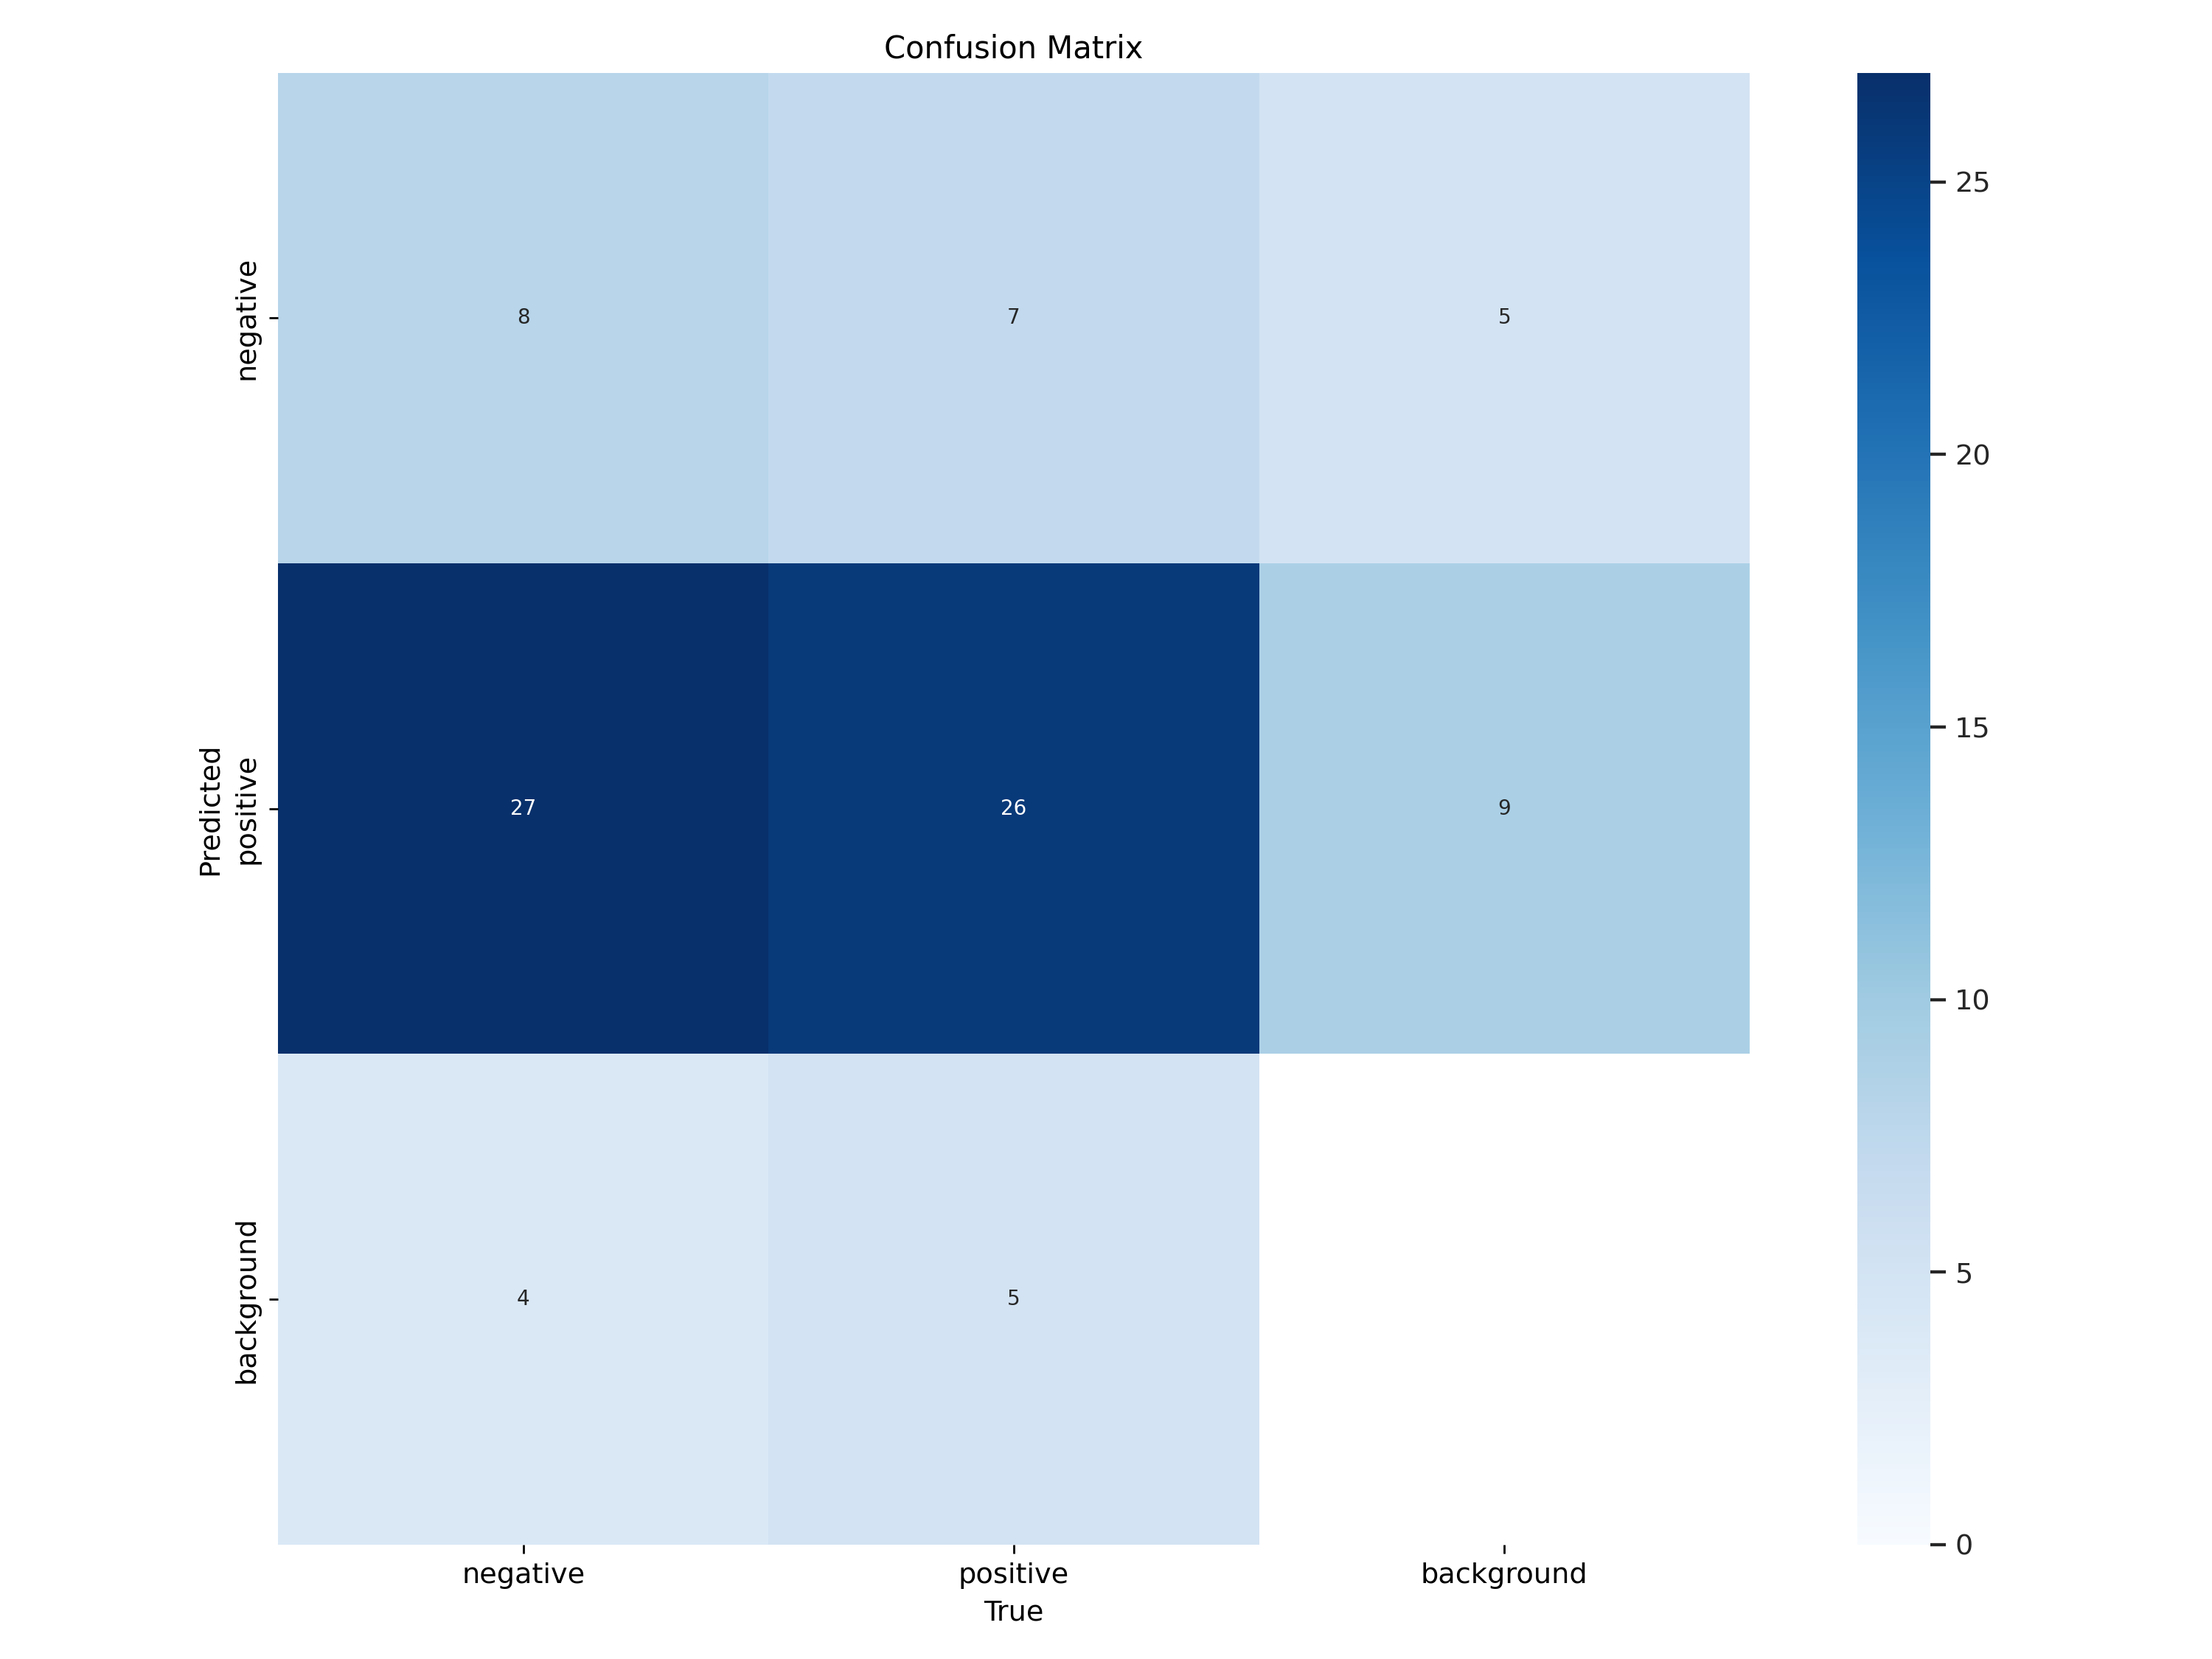 Confusion Matrix
negative
8 7 5
25
20
Predicted
positive
27 26 9
15
10
background
4 5
5
0
negative positive background
True